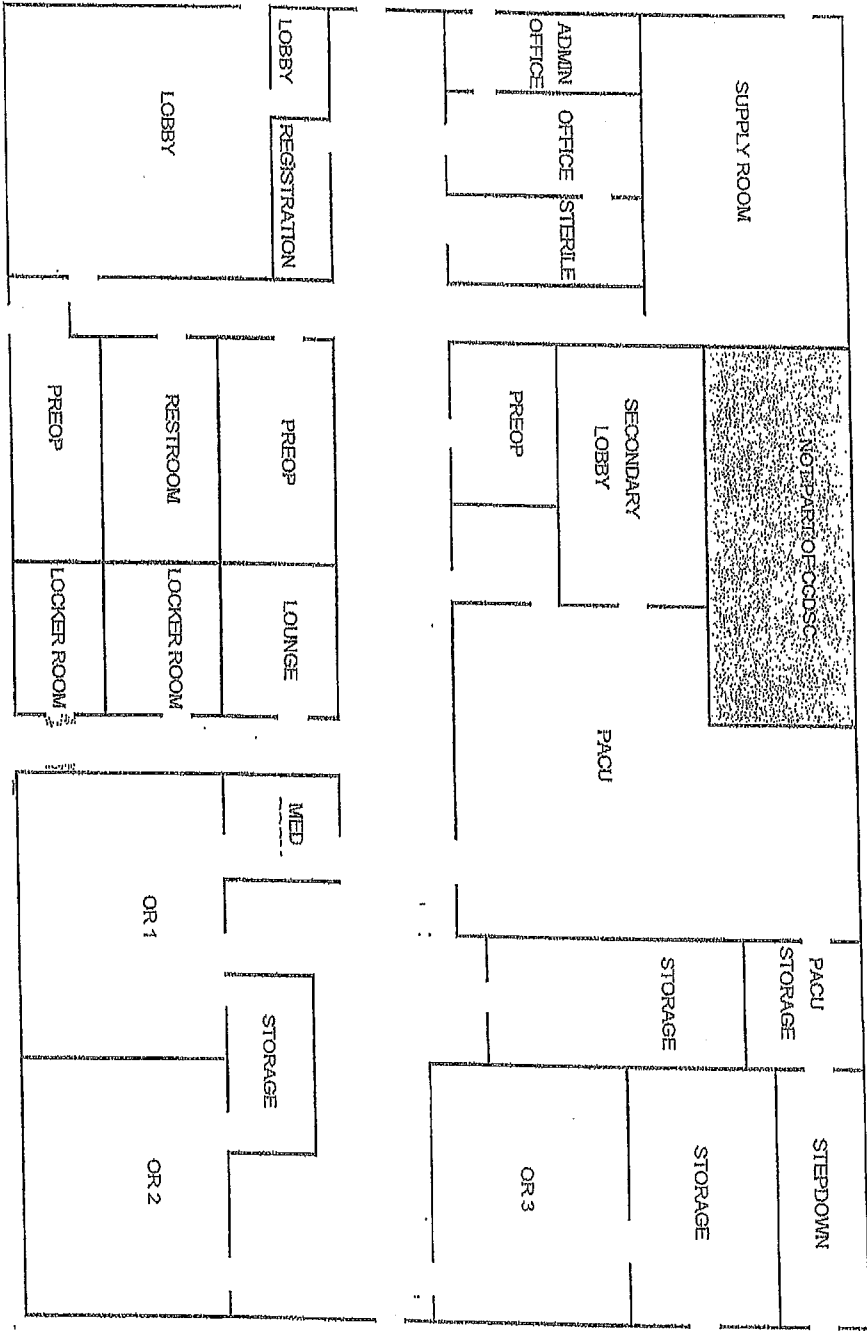 SUPPLY ROOM
NOT PART OF CCDSC
PACU
STORAGE
STEPDOWN
ADMIN
OFFICE
OFFICE
STERILE
SECONDARY
LOBBY
PREOP
PACU
STORAGE
STORAGE
OR 3
LOBBY
REGISTRATION
PREOP
LOUNGE
MED
STORAGE
LOBBY
RESTROOM
LOCKER ROOM
OR 1
OR 2
PREOP
LOCKER ROOM